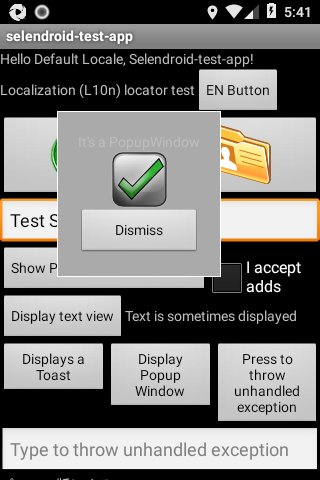 5:41
selendroid-test-app
Hello Default Locale, Selendroid-test-app!
Localization (L10n) locator test
EN Button
It's a PopupWindow
Test S
Dismiss
Show P
I accept
adds
Display text view
Text is sometimes displayed
Displays a
Toast
Display
Popup
Window
Press to
throw
unhandled
exception
Type to throw unhandled exception